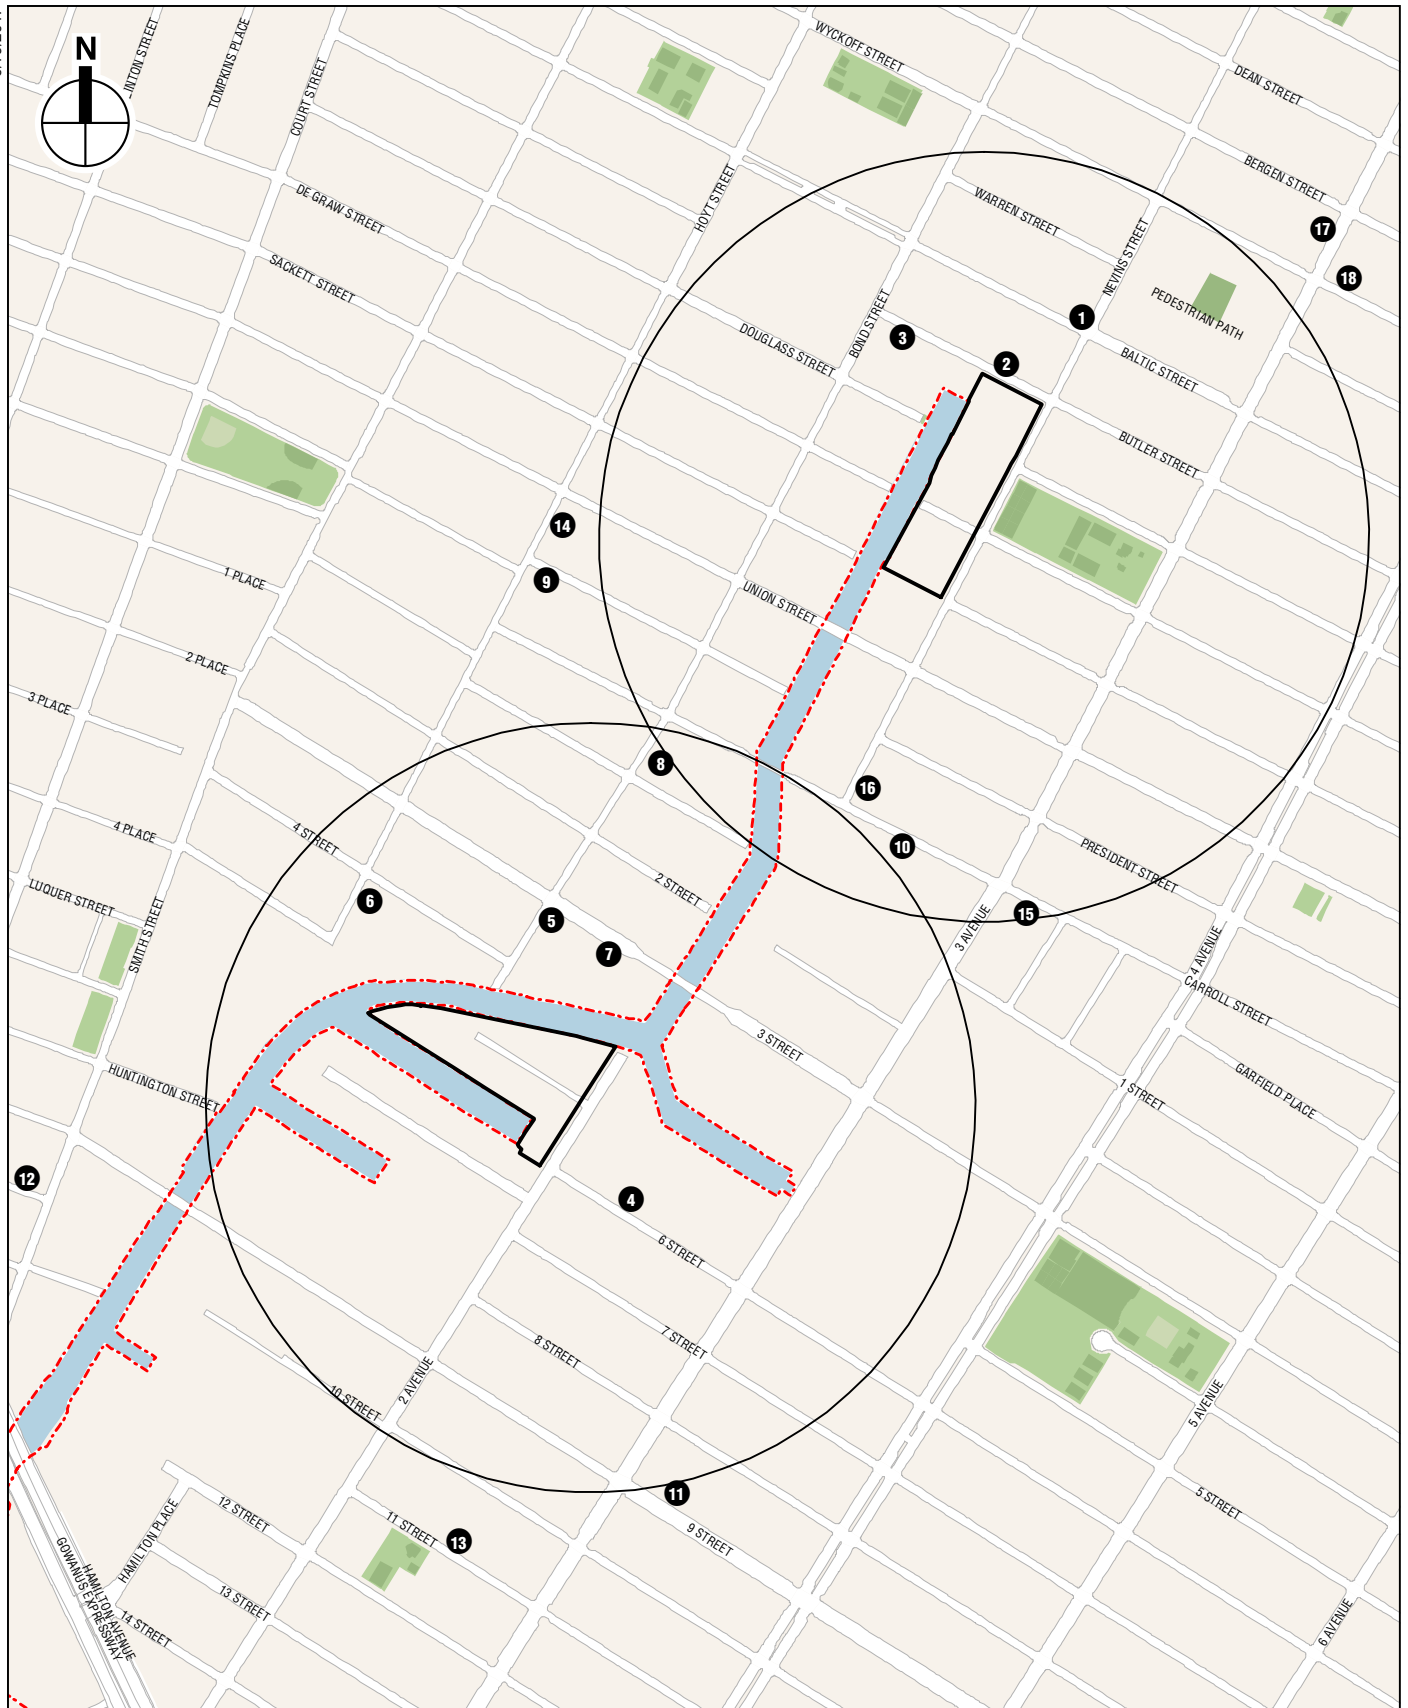 N
LINTON STREET
TOMPKINS PLACE
COURT STREET
WYCKOFF STREET
DEAN STREET
BERGEN STREET
HOYT STREET
WARREN STREET
DE GRAW STREET
17
NEVINS STREET
SACKETT STREET
18
PEDESTRIAN PATH
1
BOND STREET
3
DOUGLASS STREET
2
BALTIC STREET
BUTLER STREET
14
1 PLACE
9
UNION STREET
2 PLACE
3 PLACE
8
16
4 PLACE
4 STREET
10
PRESIDENT STREET
LUQUER STREET
2 STREET
6
5
15
3 AVENUE
SMITH STREET
7
4 AVENUE
CARROLL STREET
3 STREET
HUNTINGTON STREET
1 STREET
GARFIELD PLACE
12
4
6 STREET
7 STREET
8 STREET
2 AVENUE
10 STREET
5 AVENUE
11
5 STREET
12 STREET
11 STREET
13
9 STREET
HAMILTON PLACE
GOWANUS EXPRESSWAY
HAMILTON AVENUE
13 STREET
14 STREET
6 AVENUE